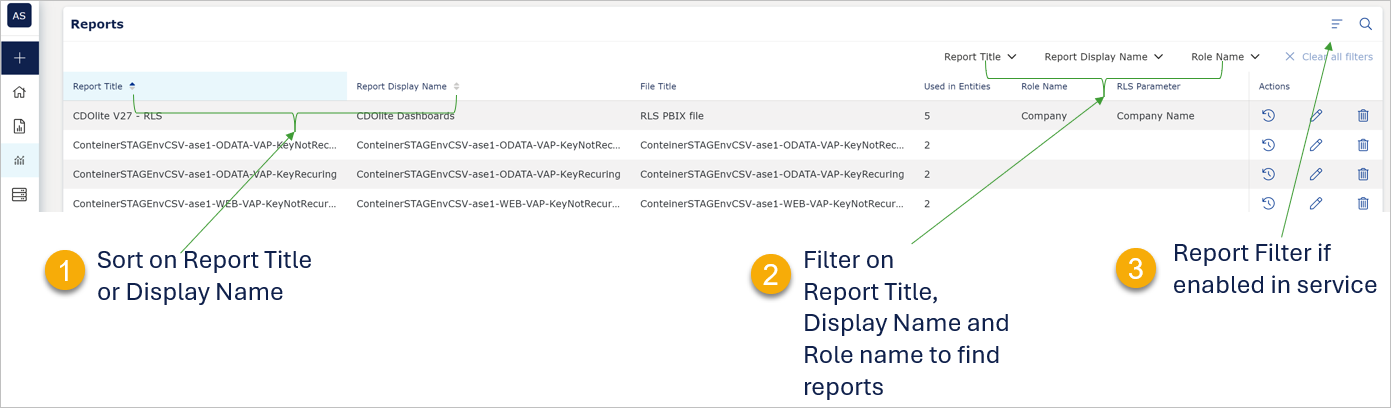 AS
Reports
Report Title Report Display Name Role Name Clear all filters
Report Title Report Display Name File Title Used in Entities Role Name RLS Parameter Actions
CDOlite V27 - RLS CDOlite Dashboards RLS PBIX file 5 Company Company Name
ConteinerSTAGEnvCSV-ase1-ODATA-VAP-KeyNotRec... ConteinerSTAGEnvCSV-ase1-ODATA-VAP-KeyNotRec... ConteinerSTAGEnvCSV-ase1-ODATA-VAP-KeyNotRec... 2
ConteinerSTAGEnvCSV-ase1-ODATA-VAP-KeyRecuring ConteinerSTAGEnvCSV-ase1-ODATA-VAP-KeyRecuring ConteinerSTAGEnvCSV-ase1-ODATA-VAP-KeyRecuring 2
ConteinerSTAGEnvCSV-ase1-WEB-VAP-KeyNotRecur... ConteinerSTAGEnvCSV-ase1-WEB-VAP-KeyNotRecur... ConteinerSTAGEnvCSV-ase1-WEB-VAP-KeyNotRecur... 2
1
Sort on Report Title
or Display Name
2
Filter on
Report Title,
Display Name and
Role name to find
reports
3
Report Filter if
enabled in service